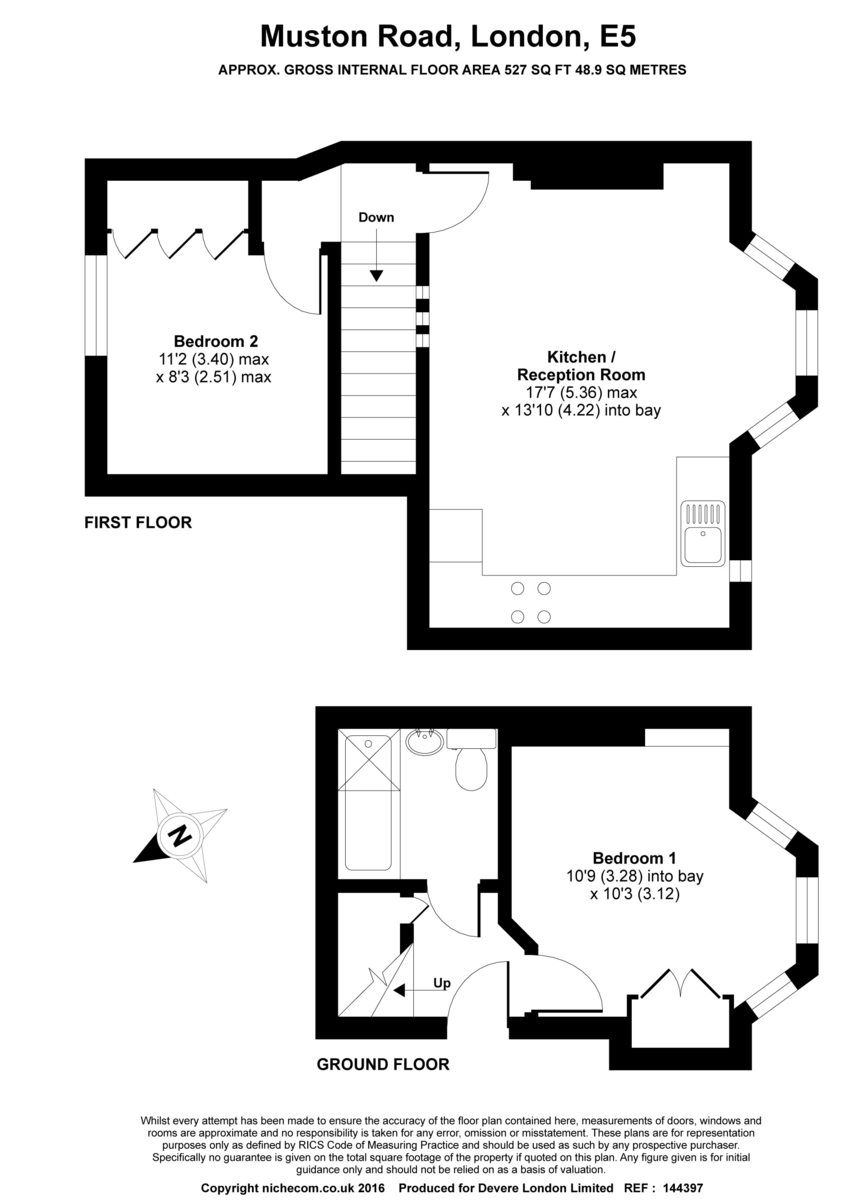 Muston Road, London, E5
APPROX. GROSS INTERNAL FLOOR AREA 527 SQ FT 48.9 SQ METRES
Down
Bedroom 2
11'2 (3.40) max
x 8'3 (2.51) max
Kitchen /
Reception Room
17'7 (5.36) max
x 13'10 (4.22) into bay
FIRST FLOOR
N
Bedroom 1
10'9 (3.28) into bay
x 10'3 (3.12)
Up
GROUND FLOOR
Whilst every attempt has been made to ensure the accuracy of the floor plan contained here, measurements of doors, windows and
rooms are approximate and no responsibility is taken for any error, omission or misstatement. These plans are for representation
purposes only as defined by RICS Code of Measuring Practice and should be used as such by any prospective purchaser.
Specifically no guarantee is given on the total square footage of the property if quoted on this plan. Any figure given is for initial
guidance only and should not be relied on as a basis of valuation.
Copyright nichecom.co.uk 2016 Produced for Devere London Limited REF : 144397